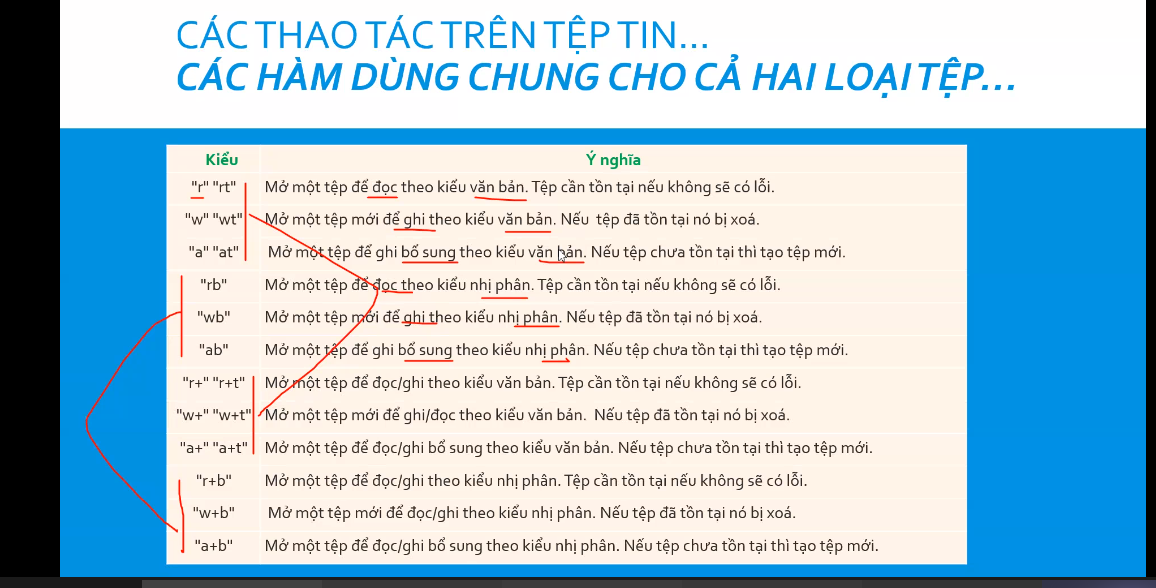 CÁC THAO TÁC TRÊN TỆP TIN...
CÁC HÀM DÙNG CHUNG CHO CẢ HAI LOẠI TỆP...
Kiểu Ý nghĩa
"r" "rt" Mở một tệp để đọc theo kiểu văn bản. Tệp cần tồn tại nếu không sẽ có lỗi.
"w" "wt" Mở một tệp mới để ghi theo kiểu văn bản. Nếu tệp đã tồn tại nó bị xoá.
"a" "at" Mở một tệp để ghi bổ sung theo kiểu văn bản. Nếu tệp chưa tồn tại thì tạo tệp mới.
"rb" Mở một tệp để đọc theo kiểu nhị phân. Tệp cần tồn tại nếu không sẽ có lỗi.
"wb" Mở một tệp mới để ghi theo kiểu nhị phân. Nếu tệp đã tồn tại nó bị xoá.
"ab" Mở một tệp để ghi bổ sung theo kiểu nhị phân. Nếu tệp chưa tồn tại thì tạo tệp mới.
"r+" "r+t" Mở một tệp để đọc/ghi theo kiểu văn bản. Tệp cần tồn tại nếu không sẽ có lỗi.
"w+" "w+t" Mở một tệp mới để ghi/đọc theo kiểu văn bản. Nếu tệp đã tồn tại nó bị xoá.
"a+" "a+t" Mở một tệp để đọc/ghi bổ sung theo kiểu văn bản. Nếu tệp chưa tồn tại thì tạo tệp mới.
"r+b" Mở một tệp để đọc/ghi theo kiểu nhị phân. Tệp cần tồn tại nếu không sẽ có lỗi.
"w+b" Mở một tệp mới để đọc/ghi theo kiểu nhị phân. Nếu tệp đã tồn tại nó bị xoá.
"a+b" Mở một tệp để đọc/ghi bổ sung theo kiểu nhị phân. Nếu tệp chưa tồn tại thì tạo tệp mới.